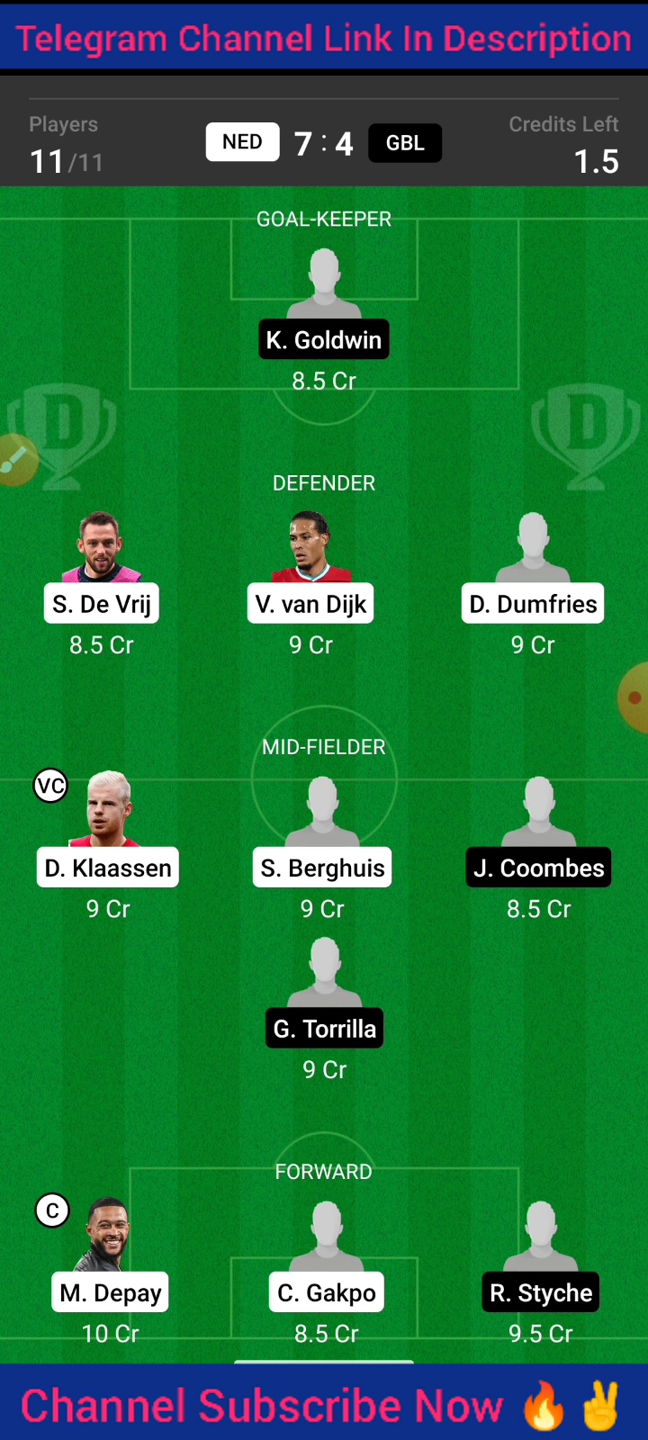 Telegram Channel Link In Description
Players
Credits Left
11/11
NED 7 : 4 GBL
1.5
GOAL-KEEPER
K. Goldwin
8.5 Cr
D
D
DEFENDER
S. De Vrij
V. van Dijk
D. Dumfries
8.5 Cr
9 Cr
9 Cr
MID-FIELDER
VC
D. Klaassen
S. Berghuis
J. Coombes
9 Cr
9 Cr
8.5 Cr
G. Torrilla
9 Cr
FORWARD
C
M. Depay
C. Gakpo
R. Styche
10 Cr
8.5 Cr
9.5 Cr
Channel Subscribe Now 🔥✌️